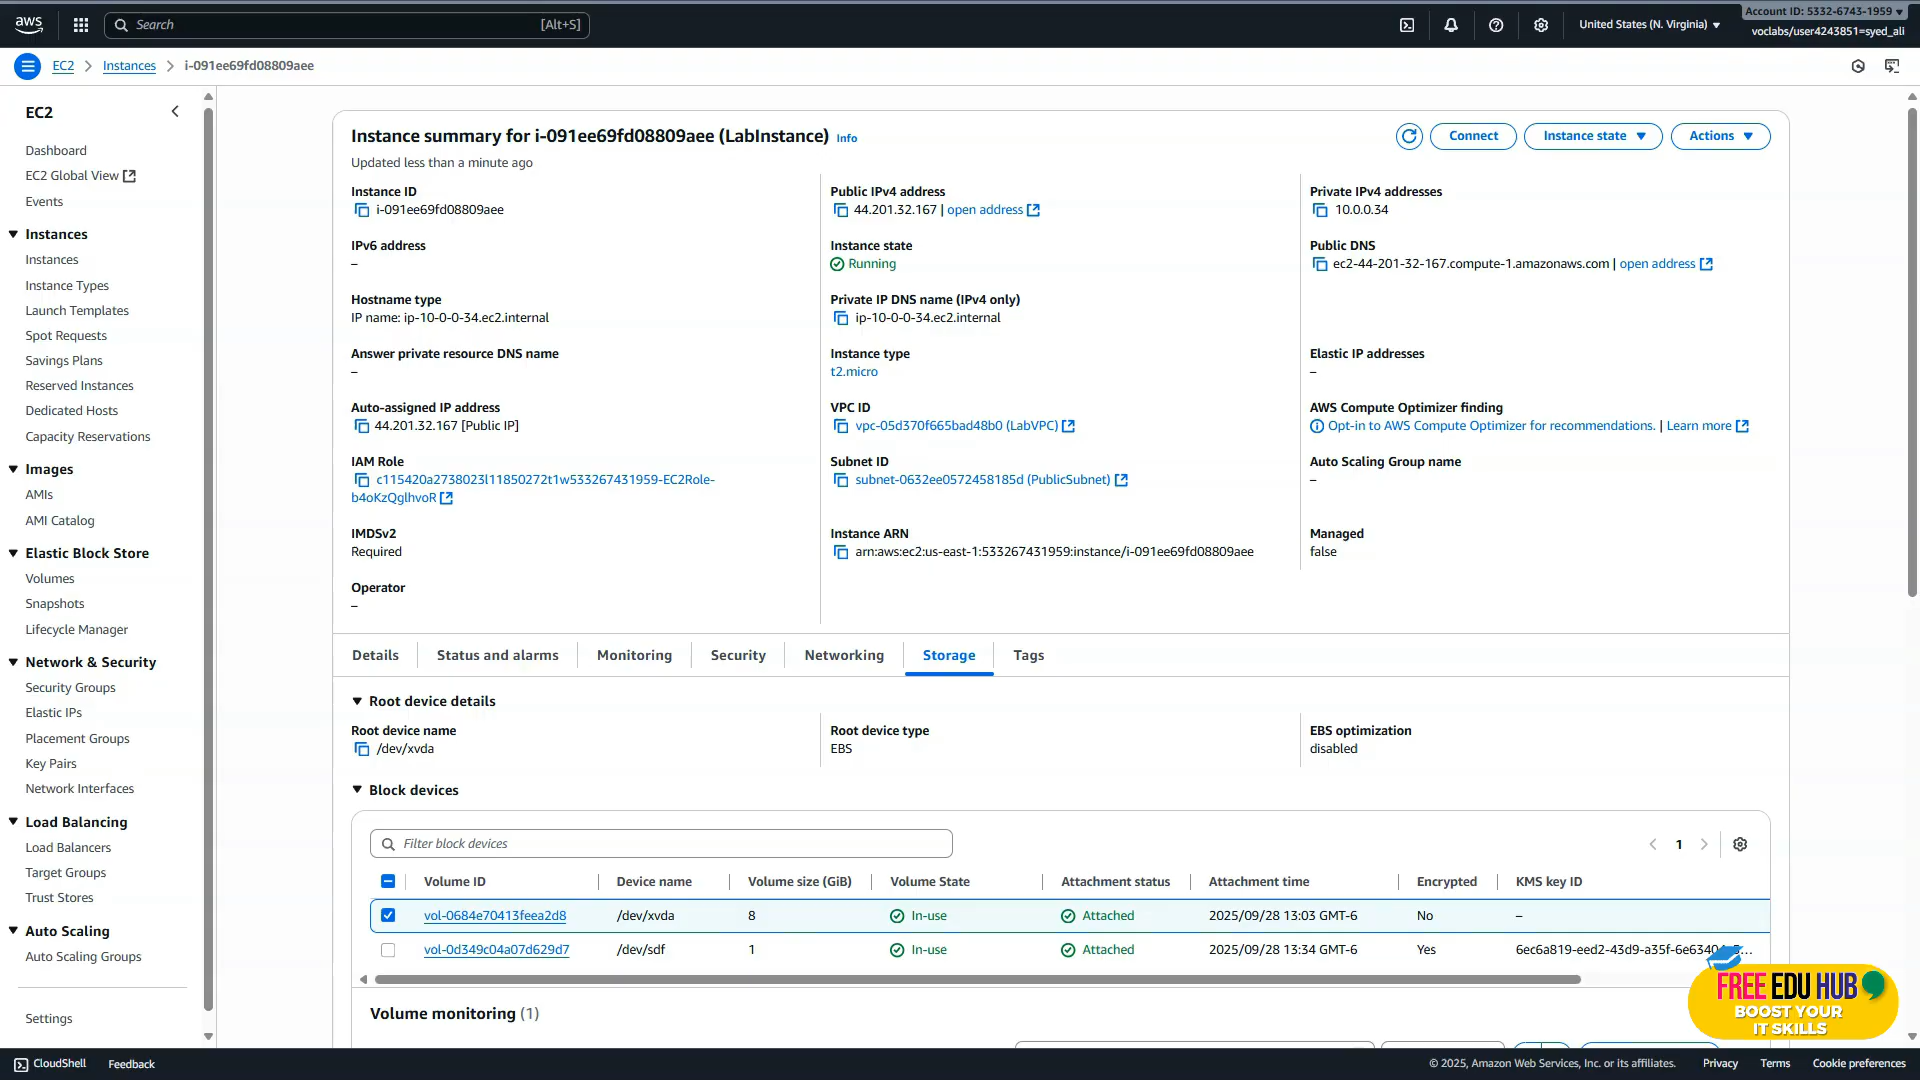 aws
Search
[Alt+S]
United States (N. Virginia)
Account ID: 5332-6743-1959
voclabs/user4243851=syed_ali
EC2
Instances
i-091ee69fd08809aee
EC2
Dashboard
EC2 Global View
Events
Instances
Instances
Instance Types
Launch Templates
Spot Requests
Savings Plans
Reserved Instances
Dedicated Hosts
Capacity Reservations
Images
AMIs
AMI Catalog
Elastic Block Store
Volumes
Snapshots
Lifecycle Manager
Network & Security
Security Groups
Elastic IPs
Placement Groups
Key Pairs
Network Interfaces
Load Balancing
Load Balancers
Target Groups
Trust Stores
Auto Scaling
Auto Scaling Groups
Settings
Instance summary for i-091ee69fd08809aee (LabInstance) Info
Connect
Instance state
Actions
Updated less than a minute ago
Instance ID
i-091ee69fd08809aee
Public IPv4 address
44.201.32.167 | open address
Private IPv4 addresses
10.0.0.34
IPv6 address
–
Instance state
Running
Public DNS
ec2-44-201-32-167.compute-1.amazonaws.com | open address
Hostname type
IP name: ip-10-0-0-34.ec2.internal
Private IP DNS name (IPv4 only)
ip-10-0-0-34.ec2.internal
Answer private resource DNS name
–
Instance type
t2.micro
Elastic IP addresses
–
Auto-assigned IP address
44.201.32.167 [Public IP]
VPC ID
vpc-05d370f665bad48b0 (LabVPC)
AWS Compute Optimizer finding
Opt-in to AWS Compute Optimizer for recommendations. | Learn more
IAM Role
c115420a2738023l11850272t1w533267431959-EC2Role-
b4oKzQglhvoR
Subnet ID
subnet-0632ee0572458185d (PublicSubnet)
Auto Scaling Group name
–
IMDSv2
Required
Instance ARN
arn:aws:ec2:us-east-1:533267431959:instance/i-091ee69fd08809aee
Managed
false
Operator
–
Details
Status and alarms
Monitoring
Security
Networking
Storage
Tags
Root device details
Root device name
/dev/xvda
Root device type
EBS
EBS optimization
disabled
Block devices
Filter block devices
1
Volume ID Device name Volume size (GiB) Volume State Attachment status Attachment time Encrypted KMS key ID
vol-0684e70413feea2d8 /dev/xvda 8 In-use Attached 2025/09/28 13:03 GMT-6 No –
vol-0d349c04a07d629d7 /dev/sdf 1 In-use Attached 2025/09/28 13:34 GMT-6 Yes 6ec6a819-eed2-43d9-a35f-6e6340
Volume monitoring (1)
FREE EDU HUB
BOOST YOUR
IT SKILLS
CloudShell
Feedback
© 2025, Amazon Web Services, Inc. or its affiliates.
Privacy
Terms
Cookie preferences